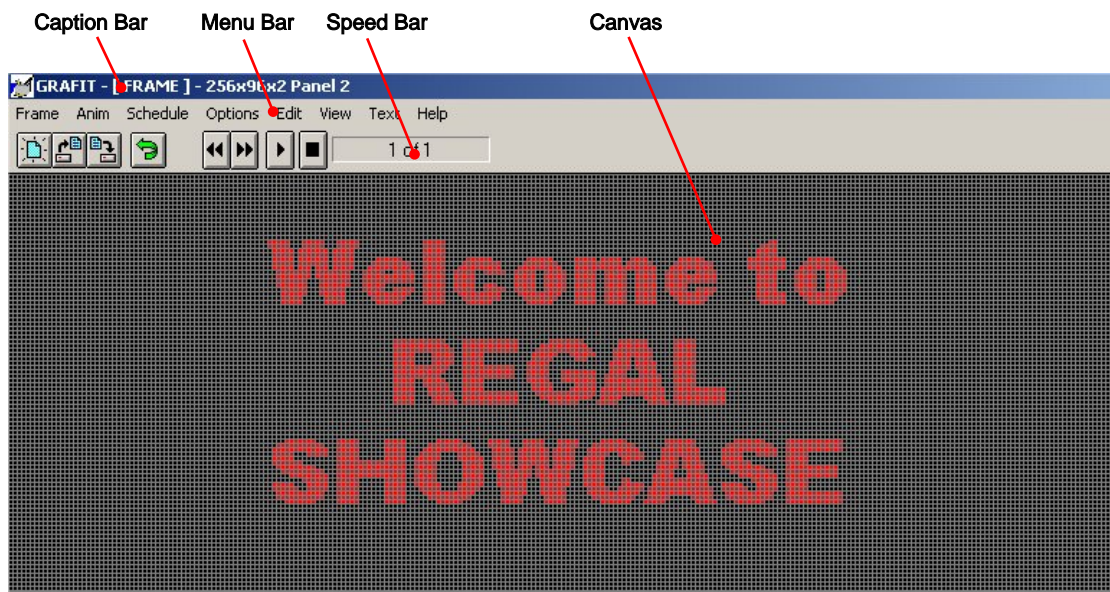 Caption Bar Menu Bar Speed Bar Canvas
GRAFIT - [ FRAME ] - 256x96x2 Panel 2
Frame Anim Schedule Options Edit View Text Help
1 of 1
Welcome to
REGAL
SHOWCASE